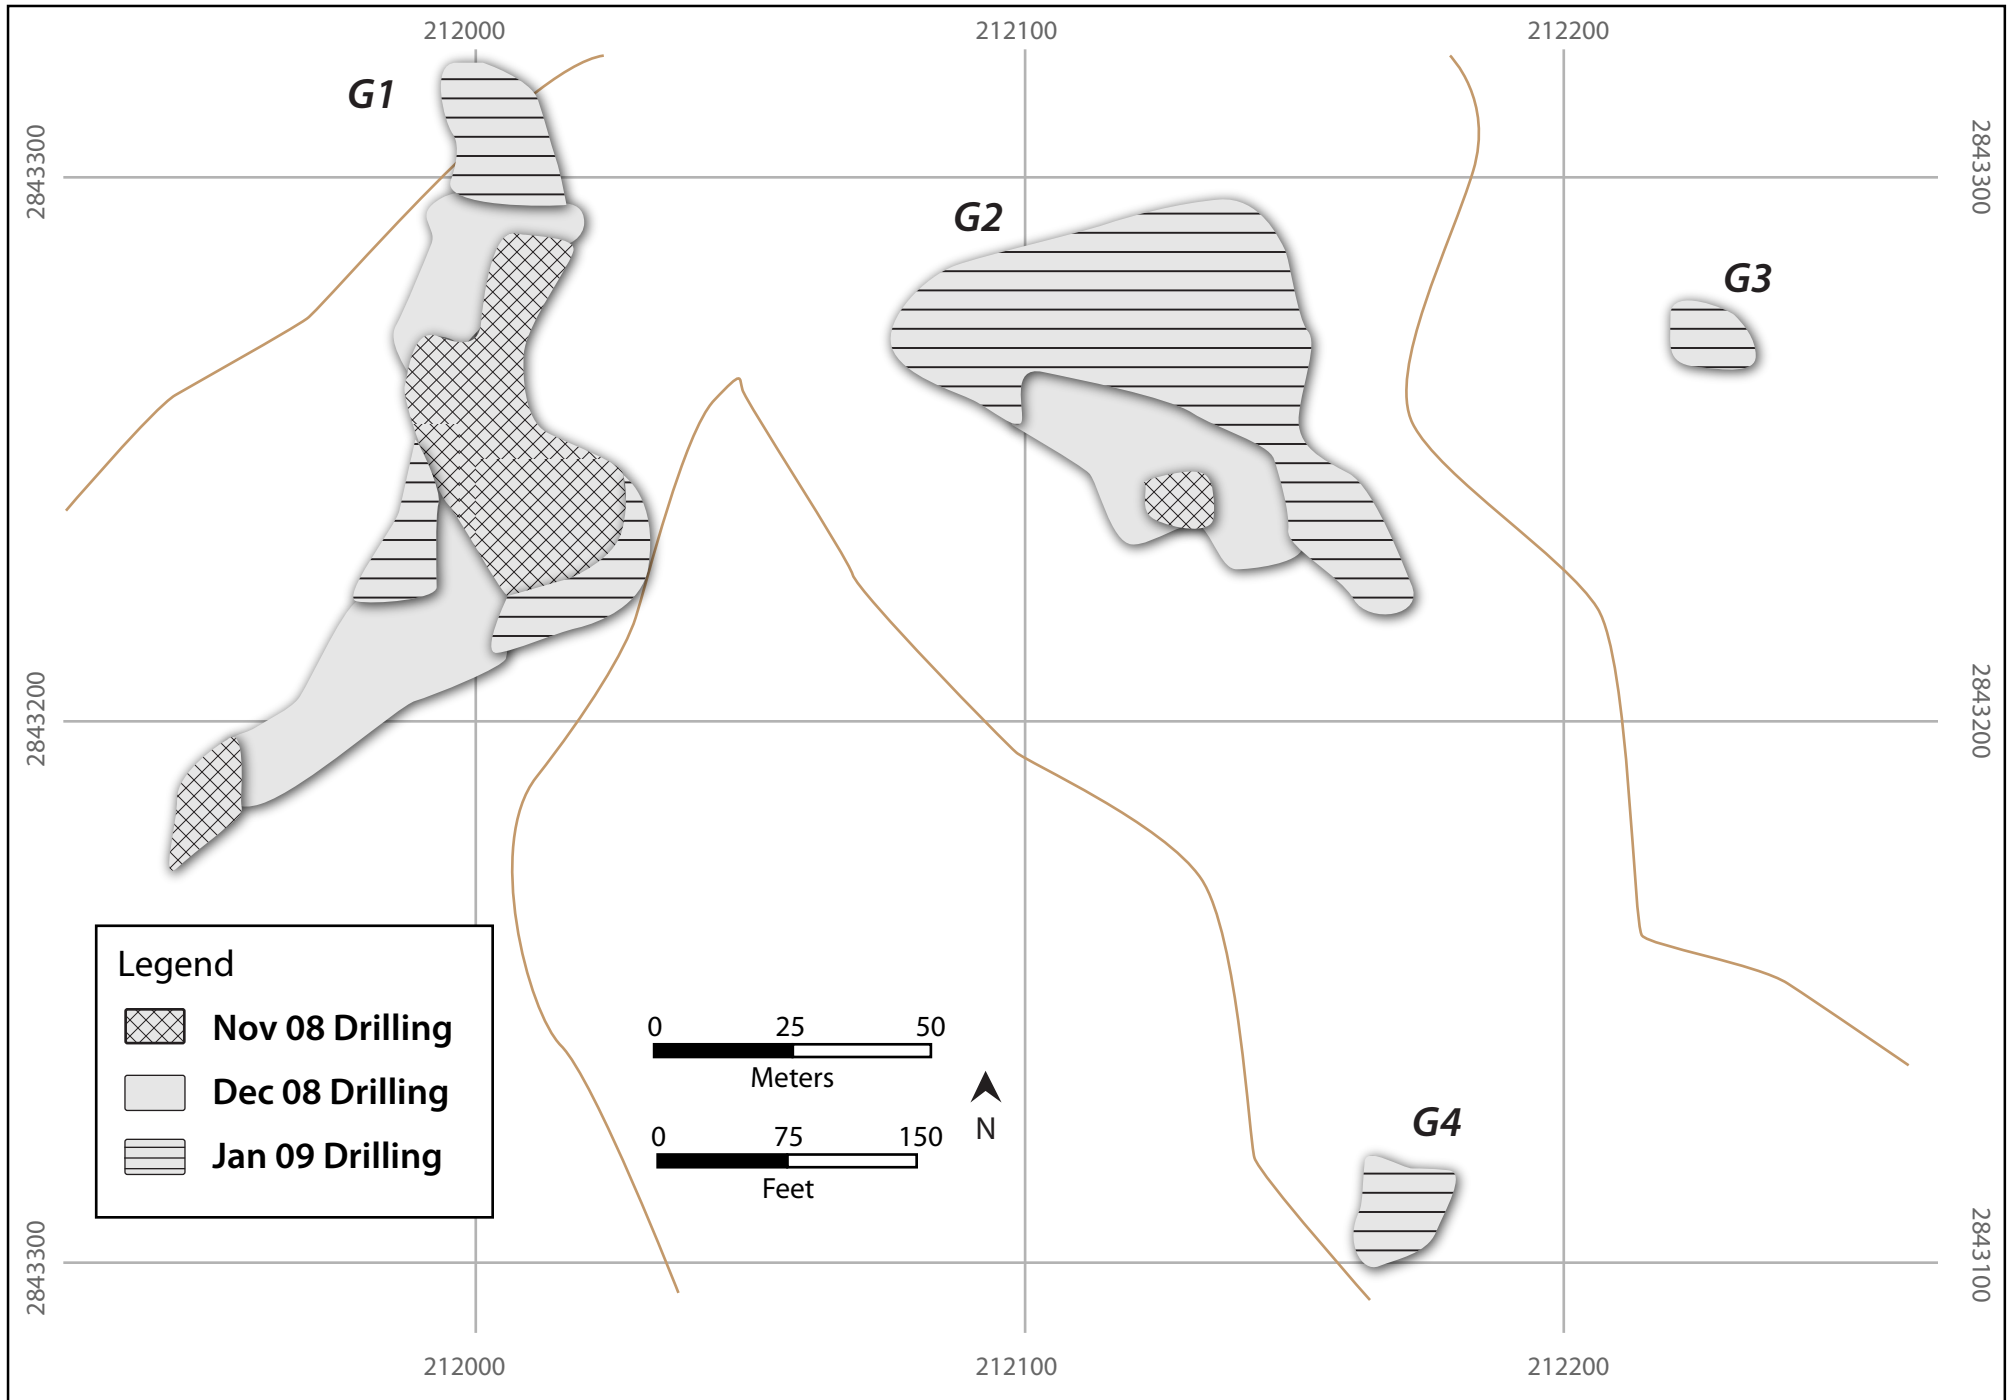 212000 212100 212200
G1
2843300 2843300
G2
G3
2843200 2843200
Legend
Nov 08 Drilling
Dec 08 Drilling
Jan 09 Drilling
0 25 50
Meters
0 75 150
Feet
N
G4
2843300 2843100
212000 212100 212200